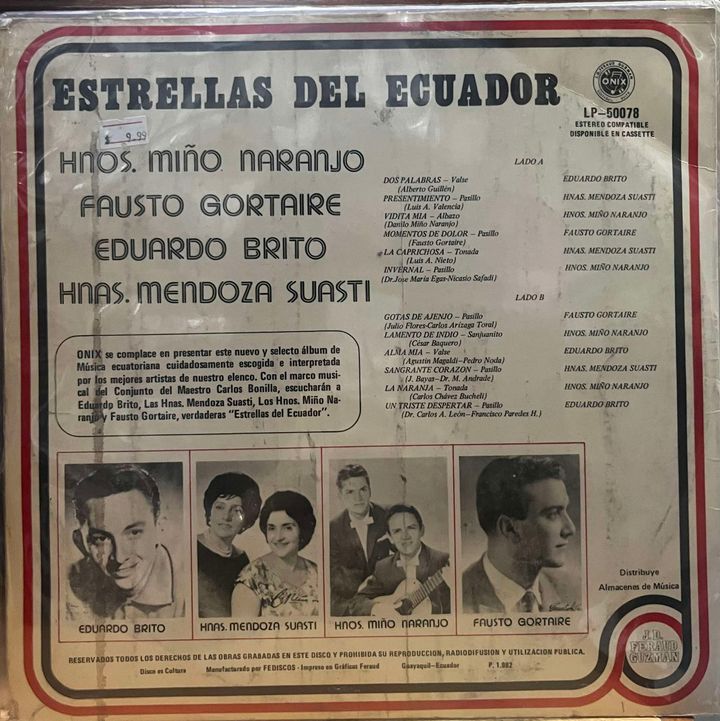 ESTRELLAS DEL ECUADOR
ONIX
LP-50078
ESTEREO COMPATIBLE
DISPONIBLE EN CASSETTE
$ 9.99
HNOS. MIÑO NARANJO
FAUSTO GORTAIRE
EDUARDO BRITO
HNAS. MENDOZA SUASTI
LADO A
DOS PALABRAS – Valse EDUARDO BRITO
(Alberto Guillén)
PRESENTIMIENTO – Pasillo HNAS. MENDOZA SUASTI
(Luis A. Valencia)
VIDITA MIA – Albazo HNOS. MIÑO NARANJO
(Danilo Miño Naranjo)
MOMENTOS DE DOLOR – Pasillo FAUSTO GORTAIRE
(Fausto Gortaire)
LA CAPRICHOSA – Tonada HNAS. MENDOZA SUASTI
(Luis A. Nieto)
INVERNAL – Pasillo HNOS. MIÑO NARANJO
(Dr.Jose María Egas-Nicasio Safadi)
LADO B
GOTAS DE AJENJO – Pasillo FAUSTO GORTAIRE
(Julio Flores-Carlos Arízaga Toral)
LAMENTO DE INDIO – Sanjuanito HNOS. MIÑO NARANJO
(César Baquero)
ALMA MIA – Valse EDUARDO BRITO
(Agustín Magaldi-Pedro Noda)
SANGRANTE CORAZON – Pasillo HNAS. MENDOZA SUASTI
(J. Bayas-Dr. M. Andrade)
LA NARANJA – Tonada HNOS. MIÑO NARANJO
(Carlos Chávez Bucheli)
UN TRISTE DESPERTAR – Pasillo EDUARDO BRITO
(Dr. Carlos A. León-Francisco Paredes H.)
ONIX se complace en presentar este nuevo y selecto álbum de
Música ecuatoriana cuidadosamente escogida e interpretada
por los mejores artistas de nuestro elenco. Con el marco musi-
cal del Conjunto del Maestro Carlos Bonilla, escucharán a
Eduardo Brito, Las Hnas. Mendoza Suasti, Los Hnos. Miño Na-
ranjo y Fausto Gortaire, verdaderas "Estrellas del Ecuador".
EDUARDO BRITO
HNAS. MENDOZA SUASTI
HNOS. MIÑO NARANJO
FAUSTO GORTAIRE
Distribuye
Almacenes de Música
J.D.
FERAUD
GUZMAN
RESERVADOS TODOS LOS DERECHOS DE LAS OBRAS GRABADAS EN ESTE DISCO Y PROHIBIDA SU REPRODUCCION, RADIODIFUSION Y UTILIZACION PUBLICA.
Disco es Cultura Manufacturado por FEDISCOS - Impreso en Gráficas Feraud Guayaquil-Ecuador P. 1.982